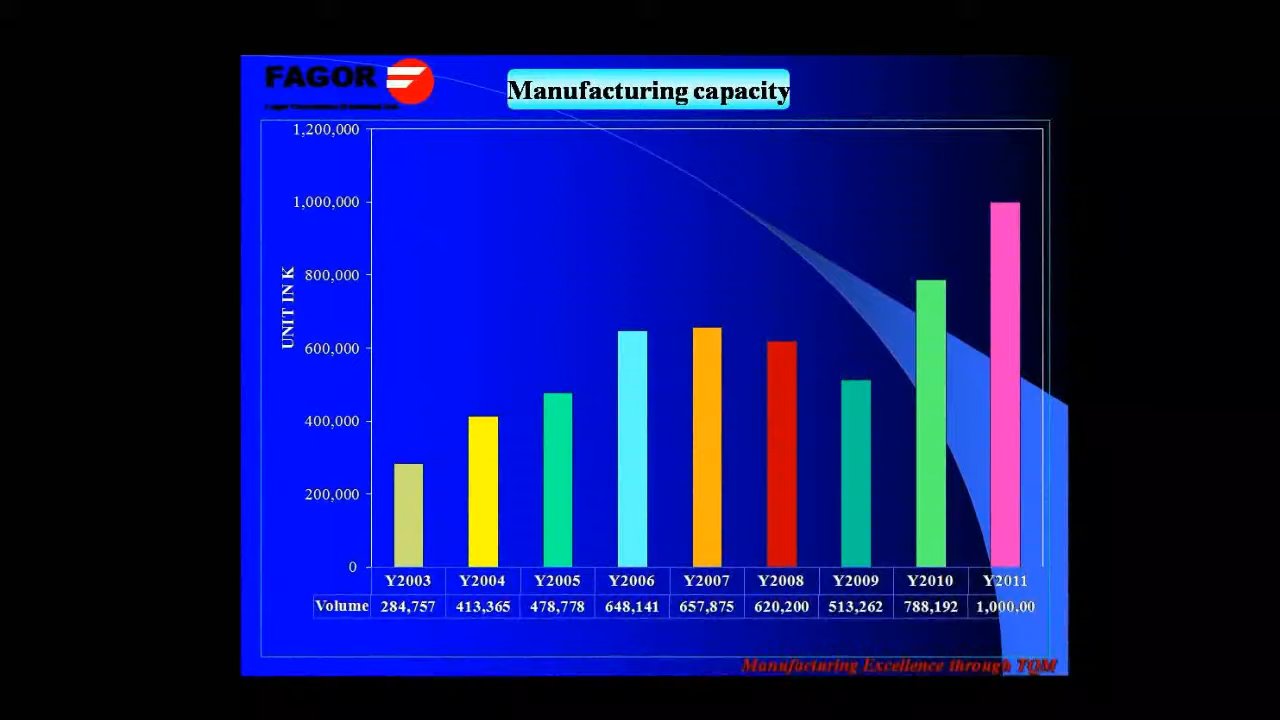 FAGOR
Manufacturing capacity
1,200,000
1,000,000
800,000
600,000
400,000
200,000
0
UNIT IN K
Y2003 Y2004 Y2005 Y2006 Y2007 Y2008 Y2009 Y2010 Y2011
Volume 284,757 413,365 478,778 648,141 657,875 620,200 513,262 788,192 1,000,00
Manufacturing Excellence through TQM